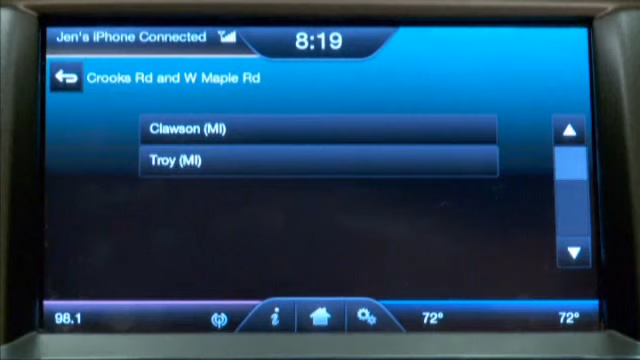 Jen's iPhone Connected
8:19
Crooks Rd and W Maple Rd
Clawson (MI)
Troy (MI)
98.1
72°
72°